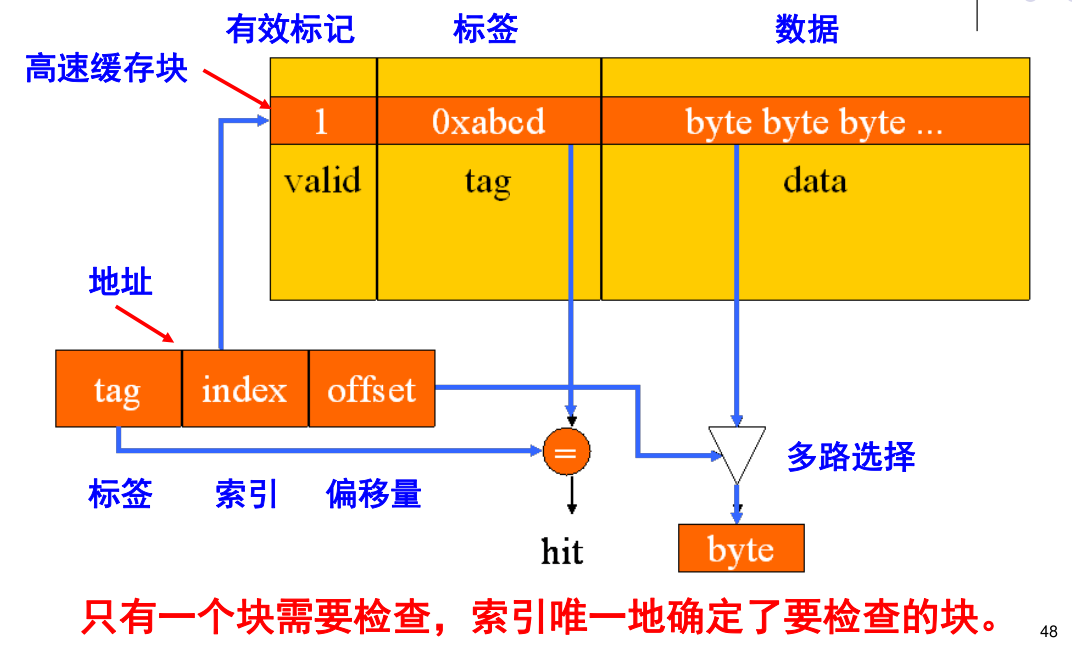 有效标记 标签 数据
高速缓存块
1 0xabcd byte byte byte ...
valid tag data
地址
tag index offset
=
多路选择
标签 索引 偏移量
hit byte
只有一个块需要检查，索引唯一地确定了要检查的块。
48